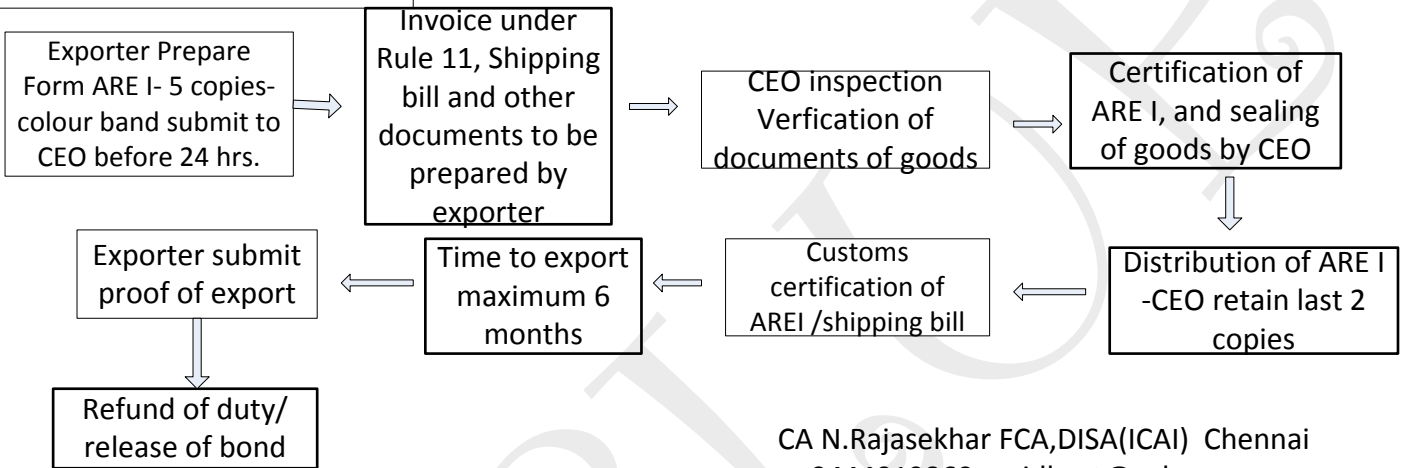 Exporter Prepare
Form ARE I- 5 copies-
colour band submit to
CEO before 24 hrs.
Invoice under
Rule 11, Shipping
bill and other
documents to be
prepared by
exporter
CEO inspection
Verfication of
documents of goods
Certification of
ARE I, and sealing
of goods by CEO
Distribution of ARE I
-CEO retain last 2
copies
Customs
certification of
AREI /shipping bill
Time to export
maximum 6
months
Exporter submit
proof of export
Refund of duty/
release of bond
CA N.Rajasekhar FCA,DISA(ICAI) Chennai